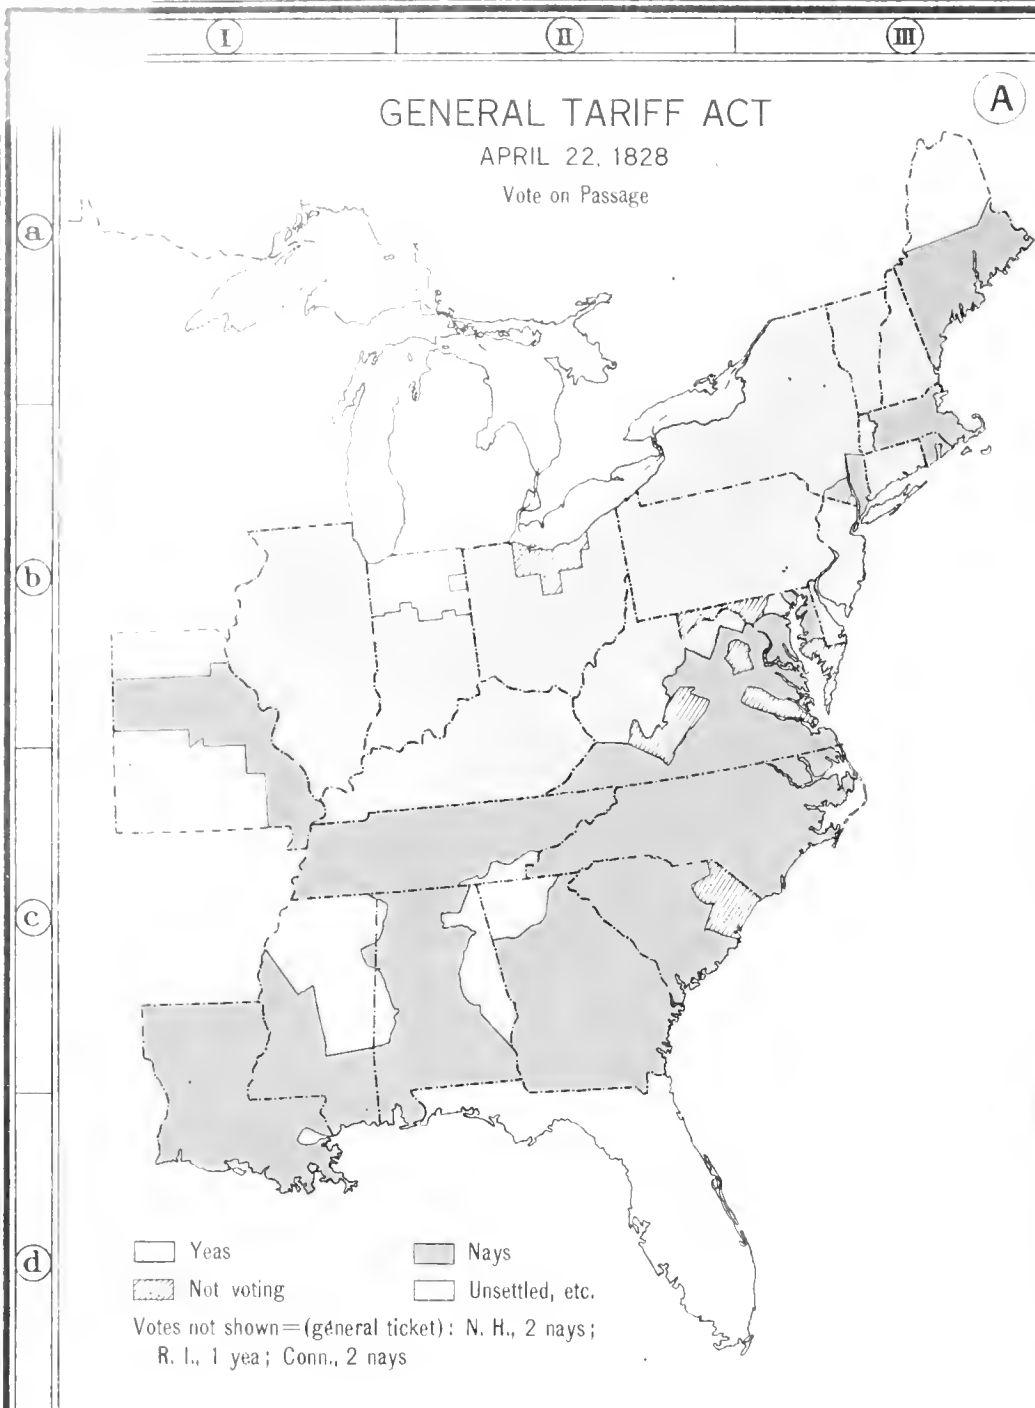 I
II
III
GENERAL TARIFF ACT
A
APRIL 22, 1828
Vote on Passage
a
b
c
d
Yeas
Nays
Not voting
Unsettled, etc.
Votes not shown=(general ticket): N. H., 2 nays;
R. I., 1 yea; Conn., 2 nays